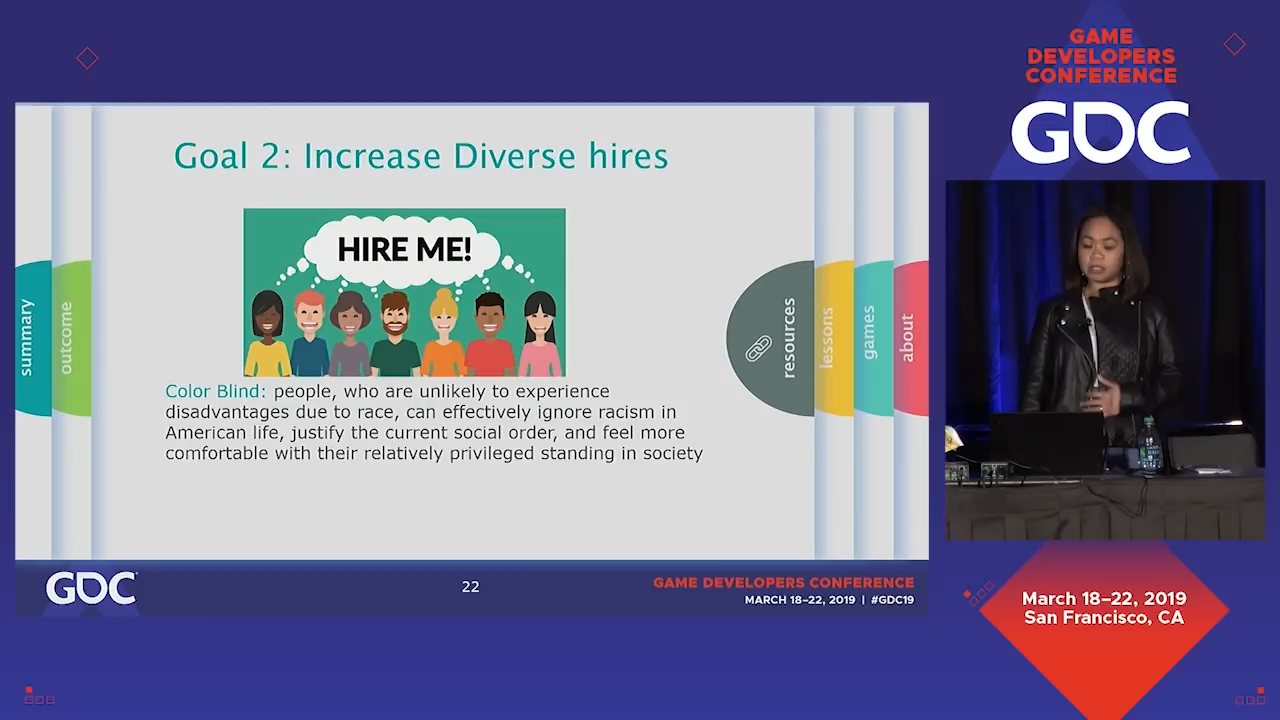 GAME
DEVELOPERS
CONFERENCE
GDC
Goal 2: Increase Diverse hires
HIRE ME!
summary
outcome
resources
lessons
games
about
Color Blind: people, who are unlikely to experience
disadvantages due to race, can effectively ignore racism in
American life, justify the current social order, and feel more
comfortable with their relatively privileged standing in society
GDC
22
GAME DEVELOPERS CONFERENCE
MARCH 18–22, 2019 | #GDC19
March 18–22, 2019
San Francisco, CA